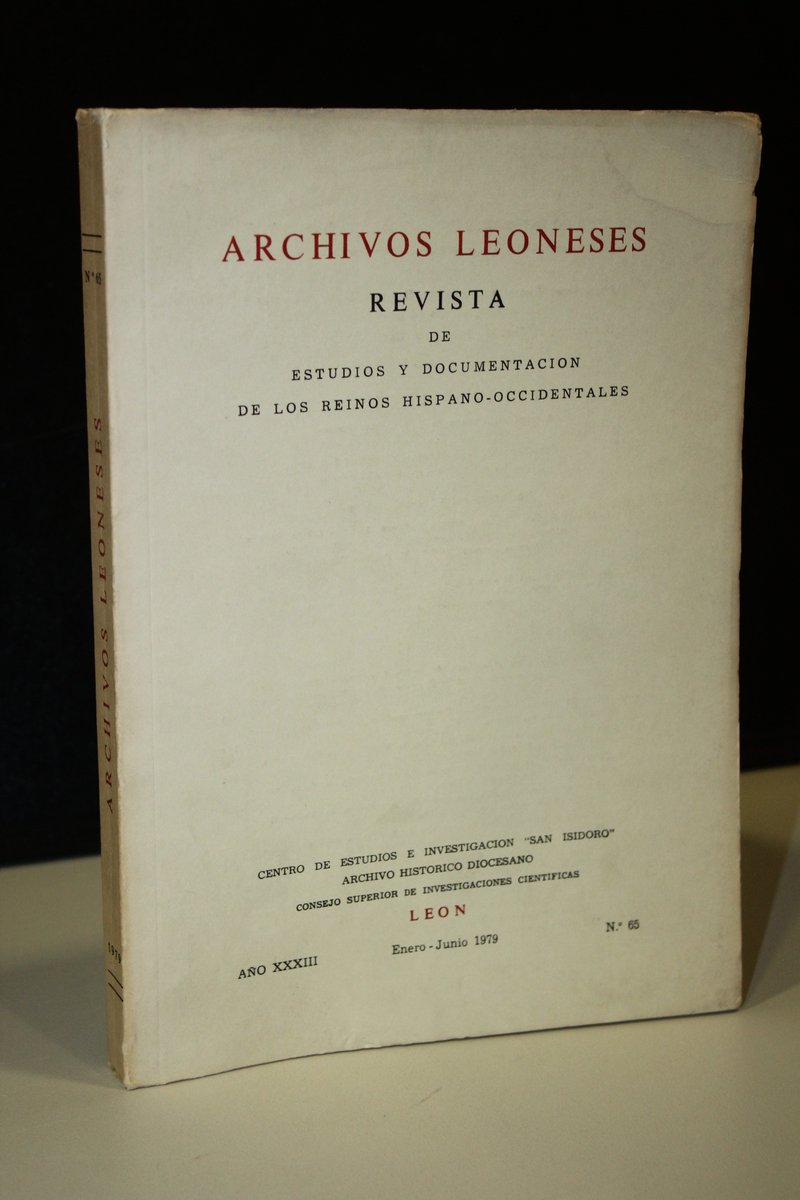 ARCHIVOS LEONESES
REVISTA
DE
ESTUDIOS Y DOCUMENTACION
DE LOS REINOS HISPANO-OCCIDENTALES
CENTRO DE ESTUDIOS E INVESTIGACION "SAN ISIDORO"
ARCHIVO HISTORICO DIOCESANO
CONSEJO SUPERIOR DE INVESTIGACIONES CIENTIFICAS
LEON
AÑO XXXIII
Enero - Junio 1979
N.º 65
N.º 65
ARCHIVOS LEONESES
1979